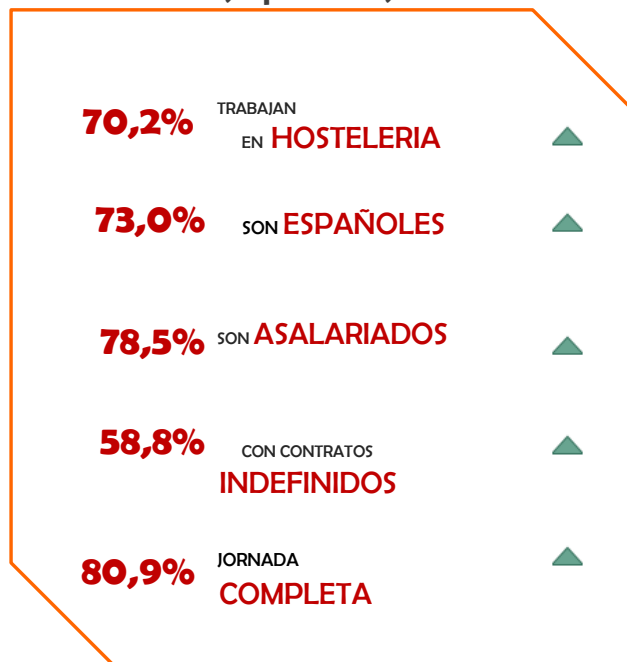 70,2% TRABAJAN
EN HOSTELERIA
73,0% SON ESPAÑOLES
78,5% SON ASALARIADOS
58,8% CON CONTRATOS
INDEFINIDOS
80,9% JORNADA
COMPLETA